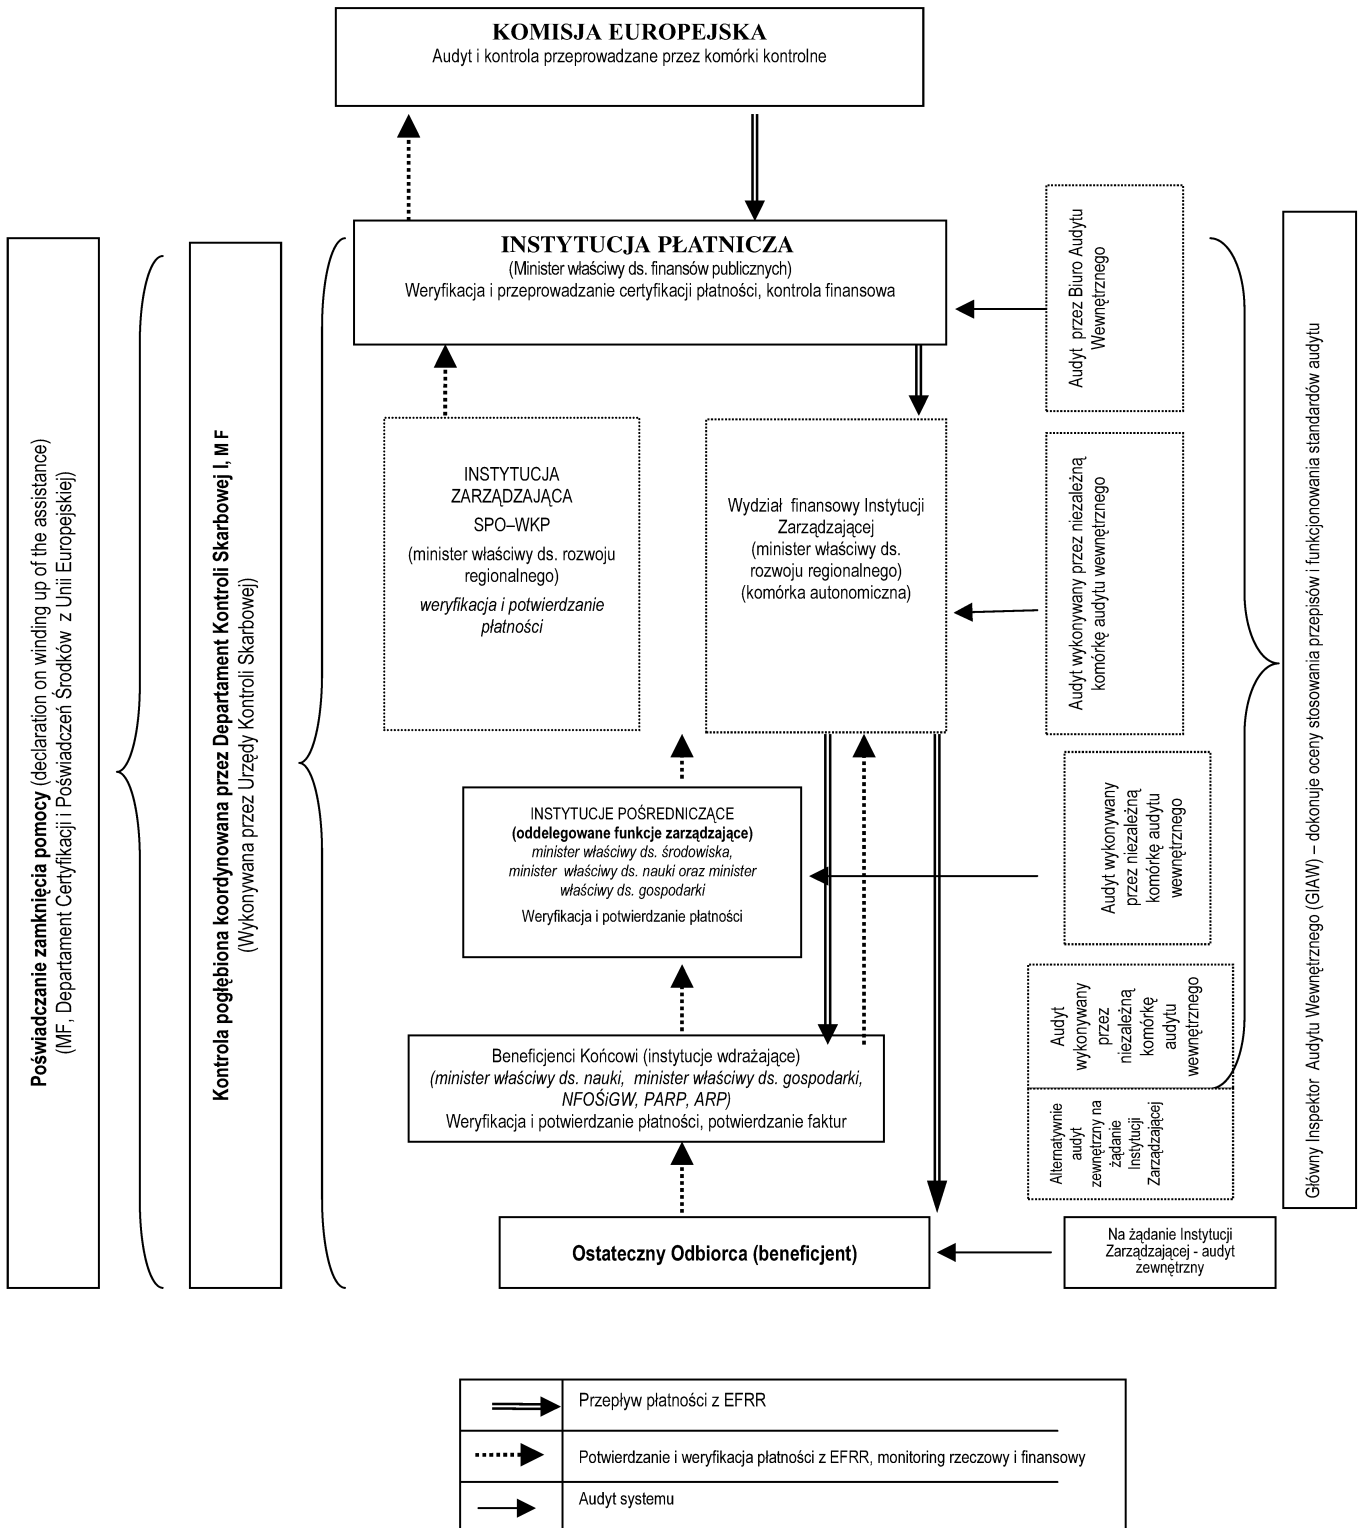 KOMISJA EUROPEJSKA
Audyt i kontrola przeprowadzane przez komórki kontrolne
INSTYTUCJA PŁATNICZA
(Minister właściwy ds. finansów publicznych)
Weryfikacja i przeprowadzanie certyfikacji płatności, kontrola finansowa
Poświadczanie zamknięcia pomocy (declaration on winding up of the assistance)
(MF, Departament Certyfikacji i Poświadczeń Środków z Unii Europejskiej)
Kontrola pogłębiona koordynowana przez Departament Kontroli Skarbowej I, M F
(Wykonywana przez Urzędy Kontroli Skarbowej)
INSTYTUCJA
ZARZĄDZAJĄCA
SPO–WKP
(minister właściwy ds. rozwoju
regionalnego)
weryfikacja i potwierdzanie
płatności
Wydział finansowy Instytucji
Zarządzającej
(minister właściwy ds.
rozwoju regionalnego)
(komórka autonomiczna)
INSTYTUCJE POŚREDNICZĄCE
(oddelegowane funkcje zarządzające)
minister właściwy ds. środowiska,
minister właściwy ds. nauki oraz minister
właściwy ds. gospodarki
Weryfikacja i potwierdzanie płatności
Beneficjenci Końcowi (instytucje wdrażające)
(minister właściwy ds. nauki, minister właściwy ds. gospodarki,
NFOŚiGW, PARP, ARP)
Weryfikacja i potwierdzanie płatności, potwierdzanie faktur
Ostateczny Odbiorca (beneficjent)
Audyt przez Biuro Audytu
Wewnętrznego
Audyt wykonywany przez niezależną
komórkę audytu wewnętrznego
Audyt wykonywany
przez niezależną
komórkę audytu
wewnętrznego
Audyt
wykonywany
przez
niezależną
komórkę
audytu
wewnętrznego
Alternatywnie
audyt
zewnętrzny na
żądanie
Instytucji
Zarządzającej
Na żądanie Instytucji
Zarządzającej - audyt
zewnętrzny
Główny Inspektor Audytu Wewnętrznego (GIAW) – dokonuje oceny stosowania przepisów i funkcjonowania standardów audytu
Przepływ płatności z EFRR
Potwierdzanie i weryfikacja płatności z EFRR, monitoring rzeczowy i finansowy
Audyt systemu